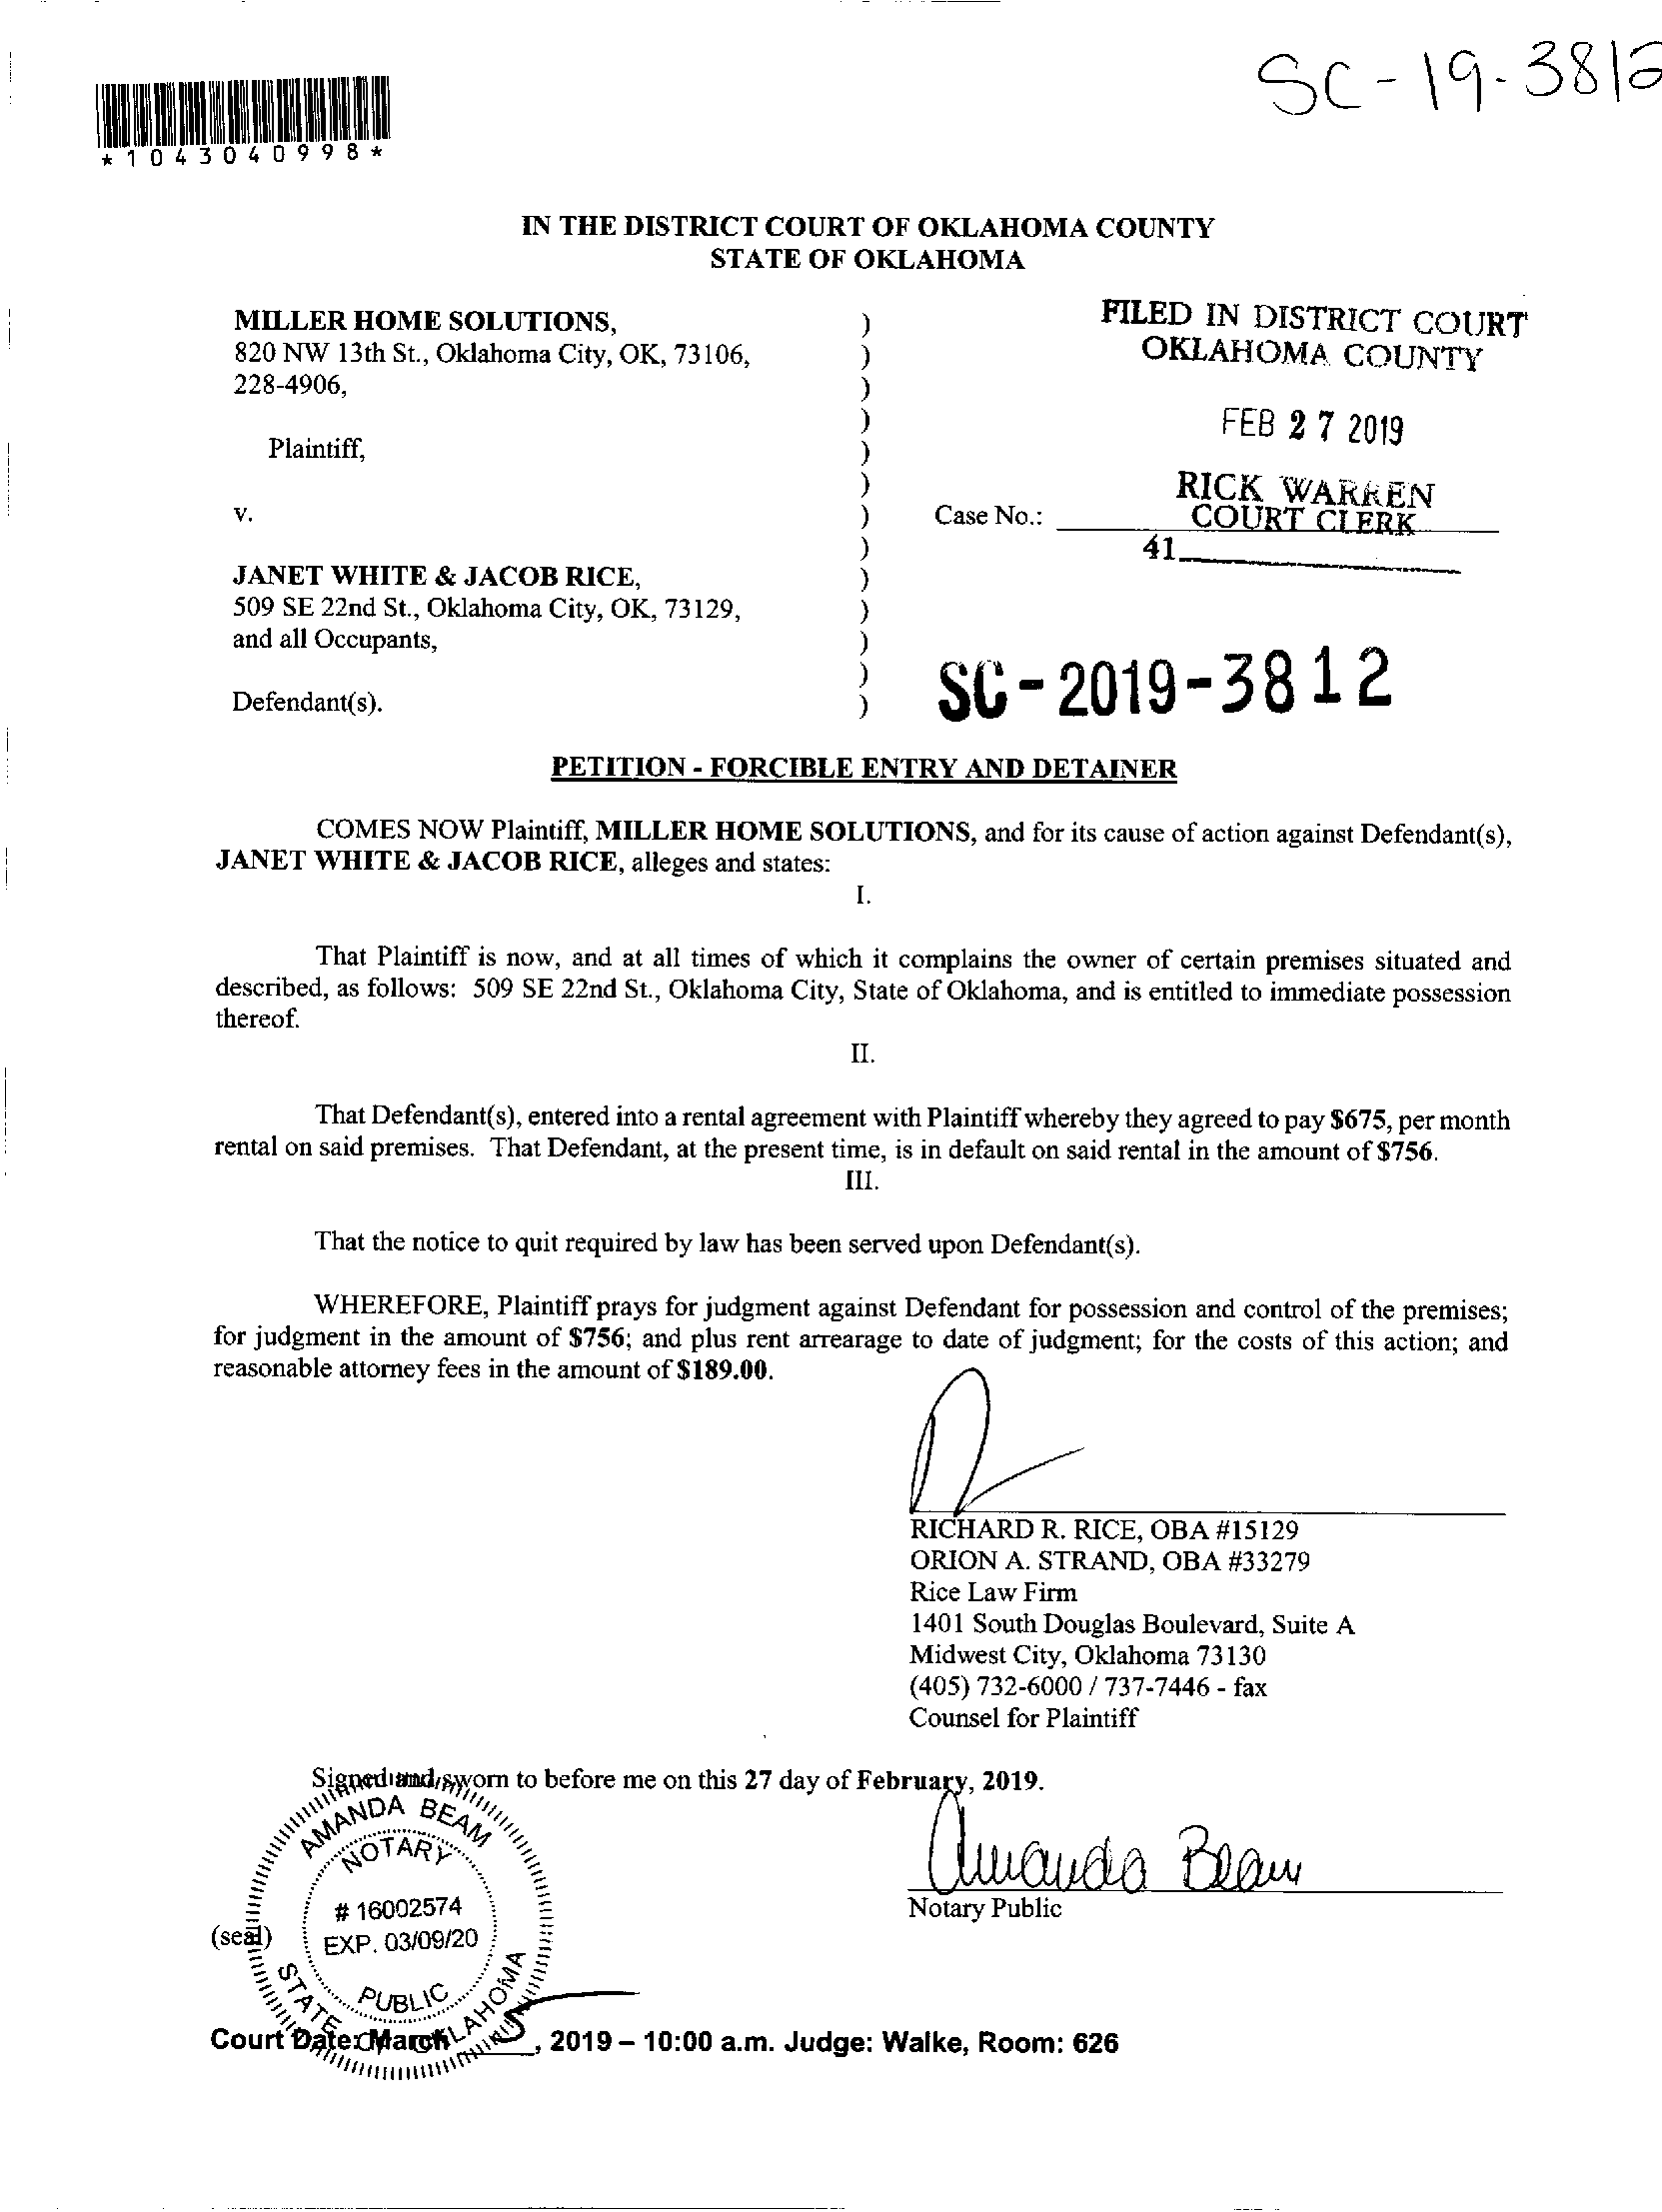 SC-19-3812
*1043040998*
IN THE DISTRICT COURT OF OKLAHOMA COUNTY
STATE OF OKLAHOMA
MILLER HOME SOLUTIONS, )
820 NW 13th St., Oklahoma City, OK, 73106, )
228-4906, )
)
Plaintiff, )
)
v. )
)
JANET WHITE & JACOB RICE, )
509 SE 22nd St., Oklahoma City, OK, 73129, )
and all Occupants, )
)
Defendant(s). )
FILED IN DISTRICT COURT
OKLAHOMA COUNTY
FEB 27 2019
RICK WARREN
COURT CLERK
Case No.:
41
SC-2019-3812
PETITION - FORCIBLE ENTRY AND DETAINER
COMES NOW Plaintiff, MILLER HOME SOLUTIONS, and for its cause of action against Defendant(s),
JANET WHITE & JACOB RICE, alleges and states:
I.
That Plaintiff is now, and at all times of which it complains the owner of certain premises situated and
described, as follows: 509 SE 22nd St., Oklahoma City, State of Oklahoma, and is entitled to immediate possession
thereof.
II.
That Defendant(s), entered into a rental agreement with Plaintiff whereby they agreed to pay $675, per month
rental on said premises. That Defendant, at the present time, is in default on said rental in the amount of $756.
III.
That the notice to quit required by law has been served upon Defendant(s).
WHEREFORE, Plaintiff prays for judgment against Defendant for possession and control of the premises;
for judgment in the amount of $756; and plus rent arrearage to date of judgment; for the costs of this action; and
reasonable attorney fees in the amount of $189.00.
RICHARD R. RICE, OBA #15129
ORION A. STRAND, OBA #33279
Rice Law Firm
1401 South Douglas Boulevard, Suite A
Midwest City, Oklahoma 73130
(405) 732-6000 / 737-7446 - fax
Counsel for Plaintiff
Signed and sworn to before me on this 27 day of February, 2019.
Amanda Beam
Notary Public
(seal)
AMANDA BEAM
NOTARY
# 16002574
EXP. 03/09/20
PUBLIC
STATE OF OKLAHOMA
Court Date: March , 2019 – 10:00 a.m. Judge: Walke, Room: 626